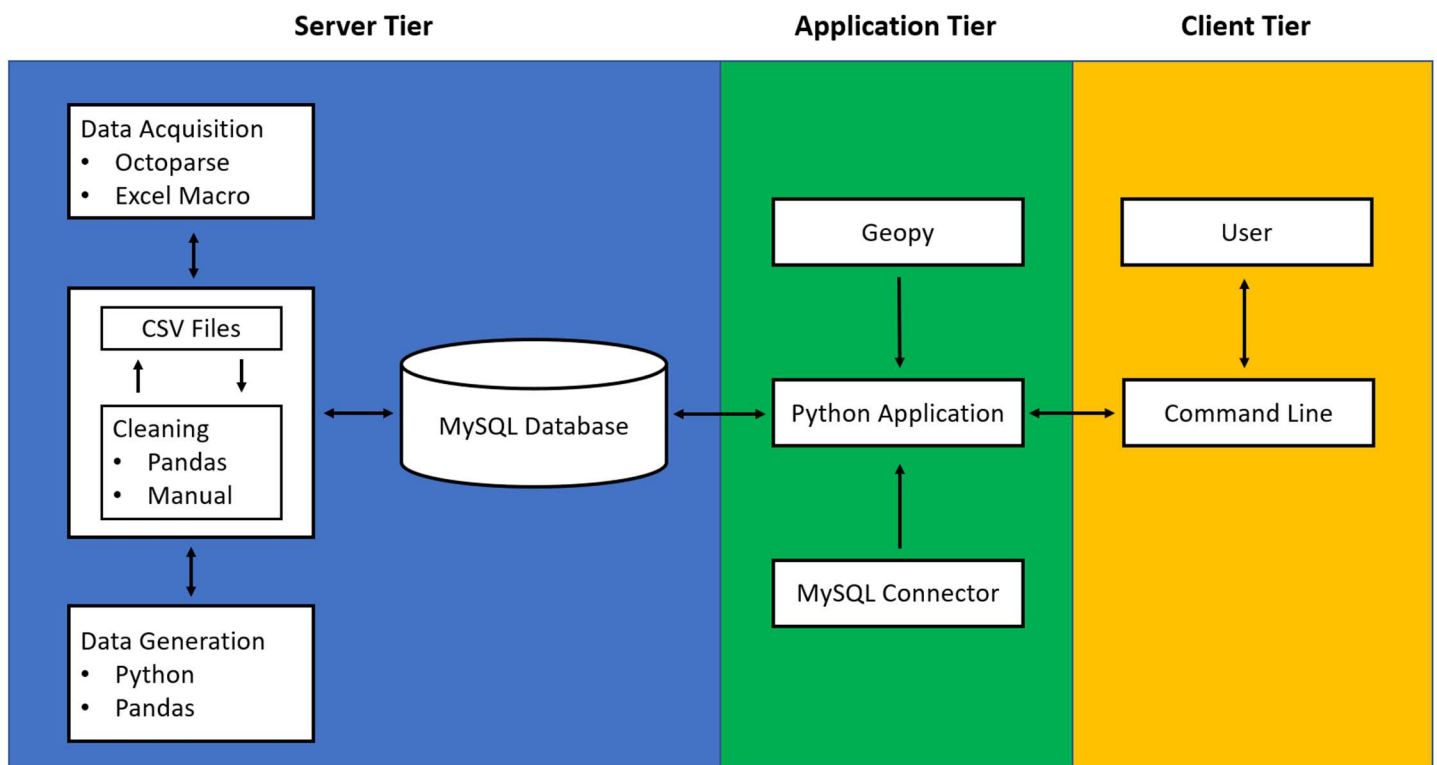 Server Tier
Application Tier
Client Tier
Data Acquisition
• Octoparse
• Excel Macro
CSV Files
Cleaning
• Pandas
• Manual
Data Generation
• Python
• Pandas
MySQL Database
Geopy
Python Application
MySQL Connector
User
Command Line